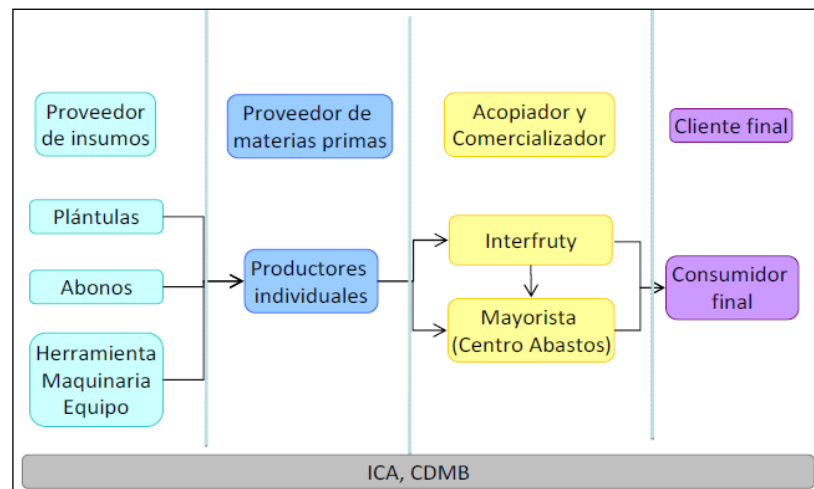 Proveedor
de insumos
Proveedor de
materias primas
Acopiador y
Comercializador
Cliente final
Plántulas
Abonos
Herramienta
Maquinaria
Equipo
Productores
individuales
Interfruty
Mayorista
(Centro Abastos)
Consumidor
final
ICA, CDMB